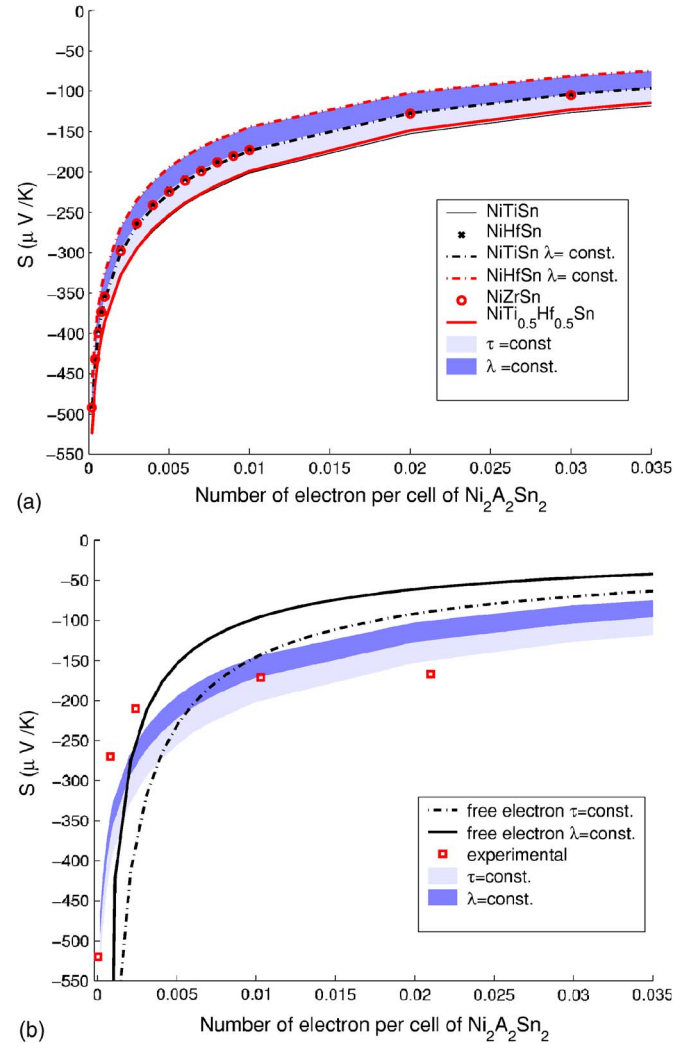 0
−50
−100
−150
−200
−250
−300
−350
−400
−450
−500
−550
S (μ V /K)
NiTiSn
NiHfSn
NiTiSn λ= const.
NiHfSn λ= const.
NiZrSn
NiTi0.5Hf0.5Sn
τ =const
λ =const.
0 0.005 0.01 0.015 0.02 0.025 0.03 0.035
Number of electron per cell of Ni2A2Sn2
(a)
0
−50
−100
−150
−200
−250
−300
−350
−400
−450
−500
−550
S (μ V /K)
free electron τ=const.
free electron λ=const.
experimental
τ=const.
λ=const.
0 0.005 0.01 0.015 0.02 0.025 0.03 0.035
Number of electron per cell of Ni2A2Sn2
(b)